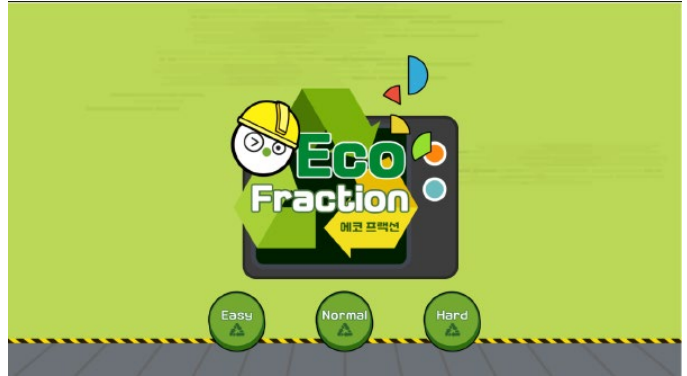 Eco
Fraction
에코 프랙션
Easy
Normal
Hard